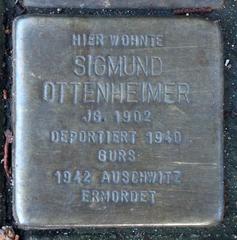 HIER WOHNTE
SIGMUND
OTTENHEIMER
JG. 1902
DEPORTIERT 1940
GURS
1942 AUSCHWITZ
ERMORDET